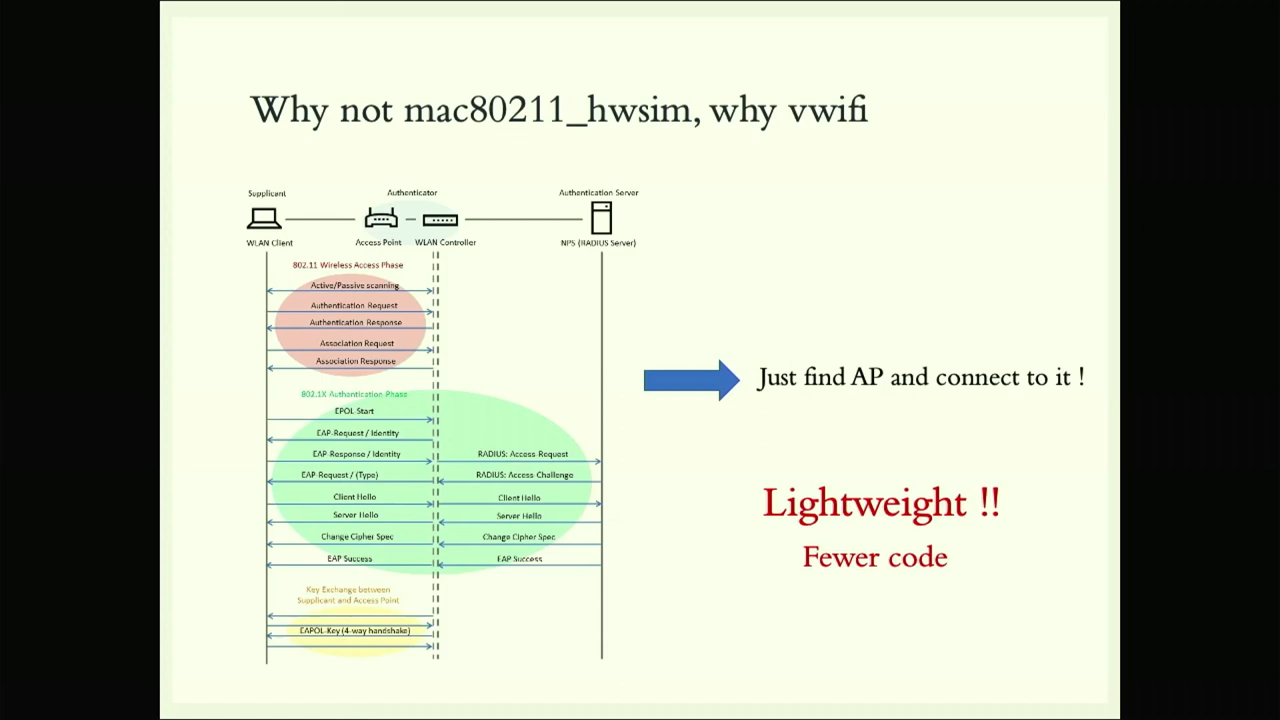 Why not mac80211_hwsim, why vwifi
Supplicant
Authenticator
Authentication Server
WLAN Client
Access Point
WLAN Controller
NPS (RADIUS Server)
802.11 Wireless Access Phase
Active/Passive scanning
Authentication Request
Authentication Response
Association Request
Association Response
802.1X Authentication Phase
EPOL Start
EAP-Request / Identity
EAP-Response / Identity
RADIUS: Access-Request
EAP-Request / (Type)
RADIUS: Access-Challenge
Client Hello
Client Hello
Server Hello
Server Hello
Change Cipher Spec
Change Cipher Spec
EAP Success
EAP Success
Key Exchange between
Supplicant and Access Point
EAPOL-Key (4-way handshake)
Just find AP and connect to it !
Lightweight !!
Fewer code